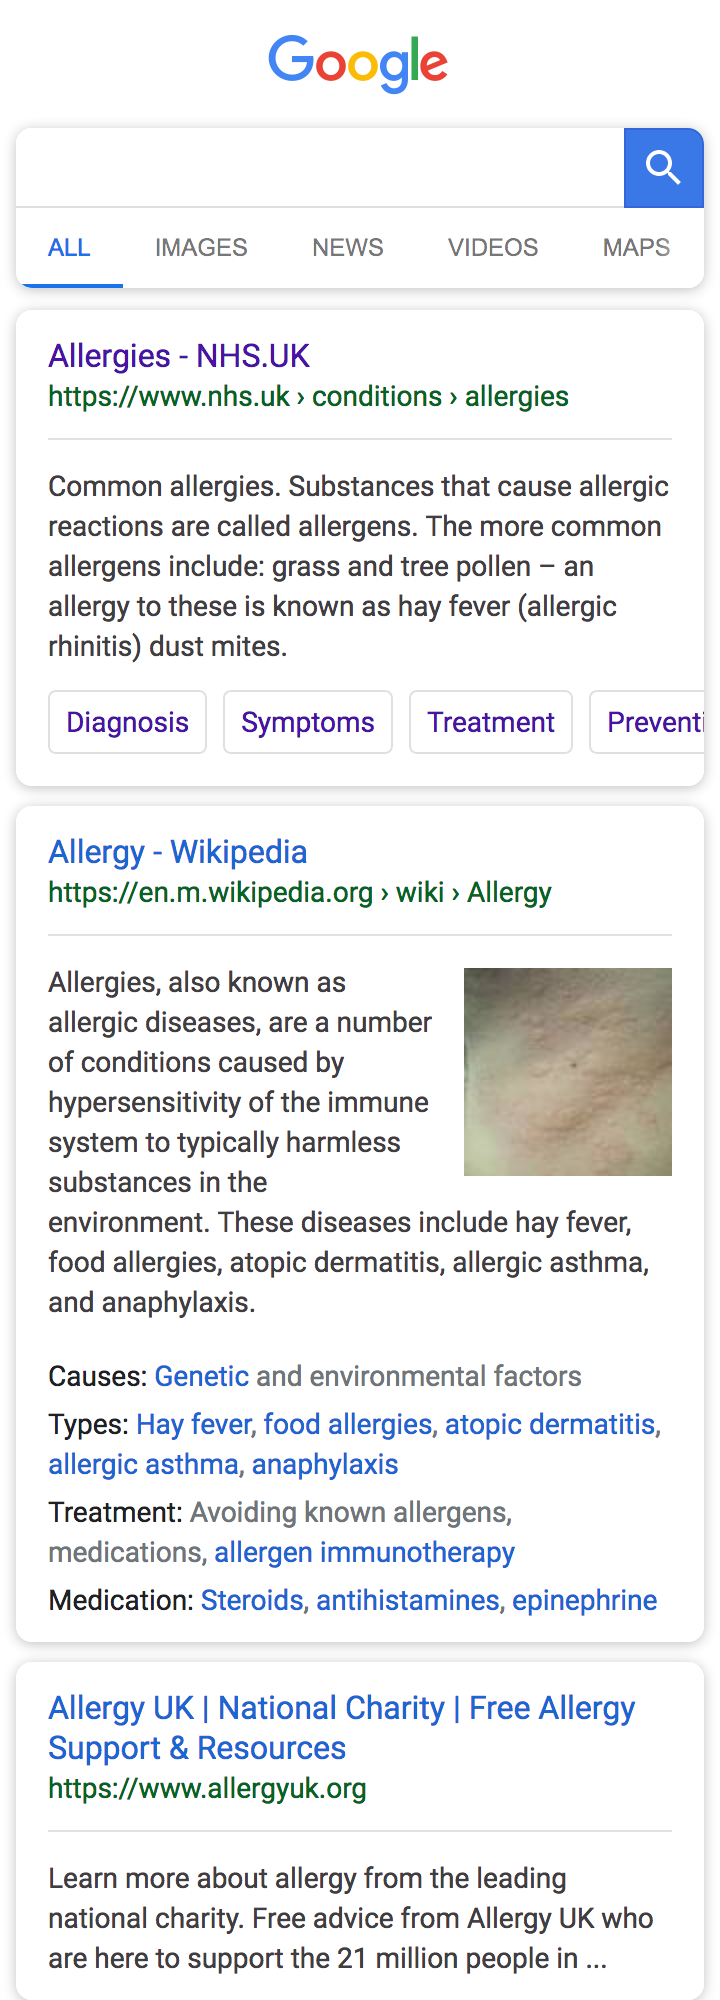 Google
ALL IMAGES NEWS VIDEOS MAPS
Allergies - NHS.UK
https://www.nhs.uk › conditions › allergies
Common allergies. Substances that cause allergic
reactions are called allergens. The more common
allergens include: grass and tree pollen – an
allergy to these is known as hay fever (allergic
rhinitis) dust mites.
Diagnosis Symptoms Treatment Preventi
Allergy - Wikipedia
https://en.m.wikipedia.org › wiki › Allergy
Allergies, also known as
allergic diseases, are a number
of conditions caused by
hypersensitivity of the immune
system to typically harmless
substances in the
environment. These diseases include hay fever,
food allergies, atopic dermatitis, allergic asthma,
and anaphylaxis.
Causes: Genetic and environmental factors
Types: Hay fever, food allergies, atopic dermatitis,
allergic asthma, anaphylaxis
Treatment: Avoiding known allergens,
medications, allergen immunotherapy
Medication: Steroids, antihistamines, epinephrine
Allergy UK | National Charity | Free Allergy
Support & Resources
https://www.allergyuk.org
Learn more about allergy from the leading
national charity. Free advice from Allergy UK who
are here to support the 21 million people in ...